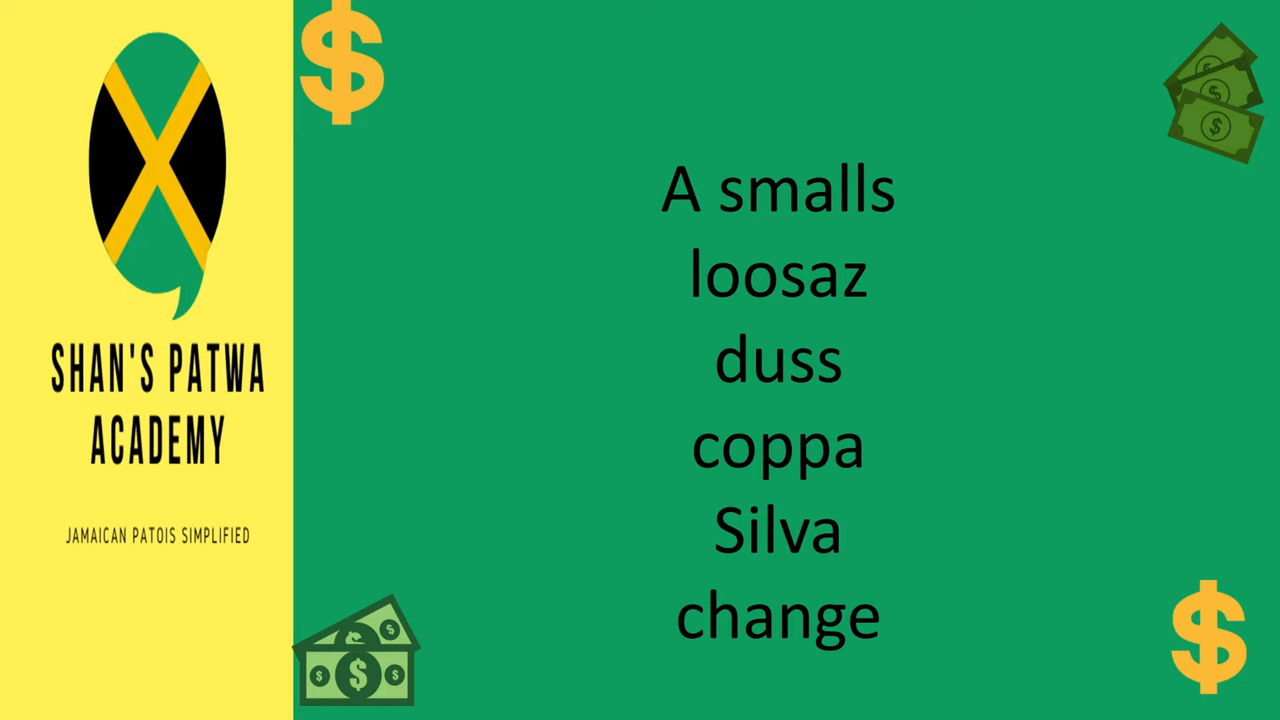 SHAN'S PATWA
ACADEMY
JAMAICAN PATOIS SIMPLIFIED
A smalls
loosaz
duss
coppa
Silva
change